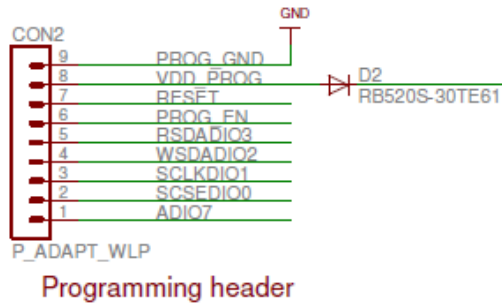 GND
CON2
9 PROG_GND
8 VDD_PROG
D2
7 RESET
RB520S-30TE61
6 PROG_EN
5 RSDADIO3
4 WSDADIO2
3 SCLKDIO1
2 SCSEDIO0
1 ADIO7
P_ADAPT_WLP
Programming header